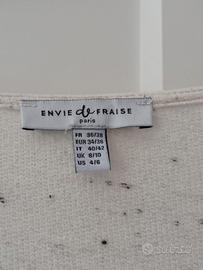 ENVIE de FRAISE
paris
FR 36/38
EUR 34/36
IT 40/42
UK 8/10
US 4/6
subito